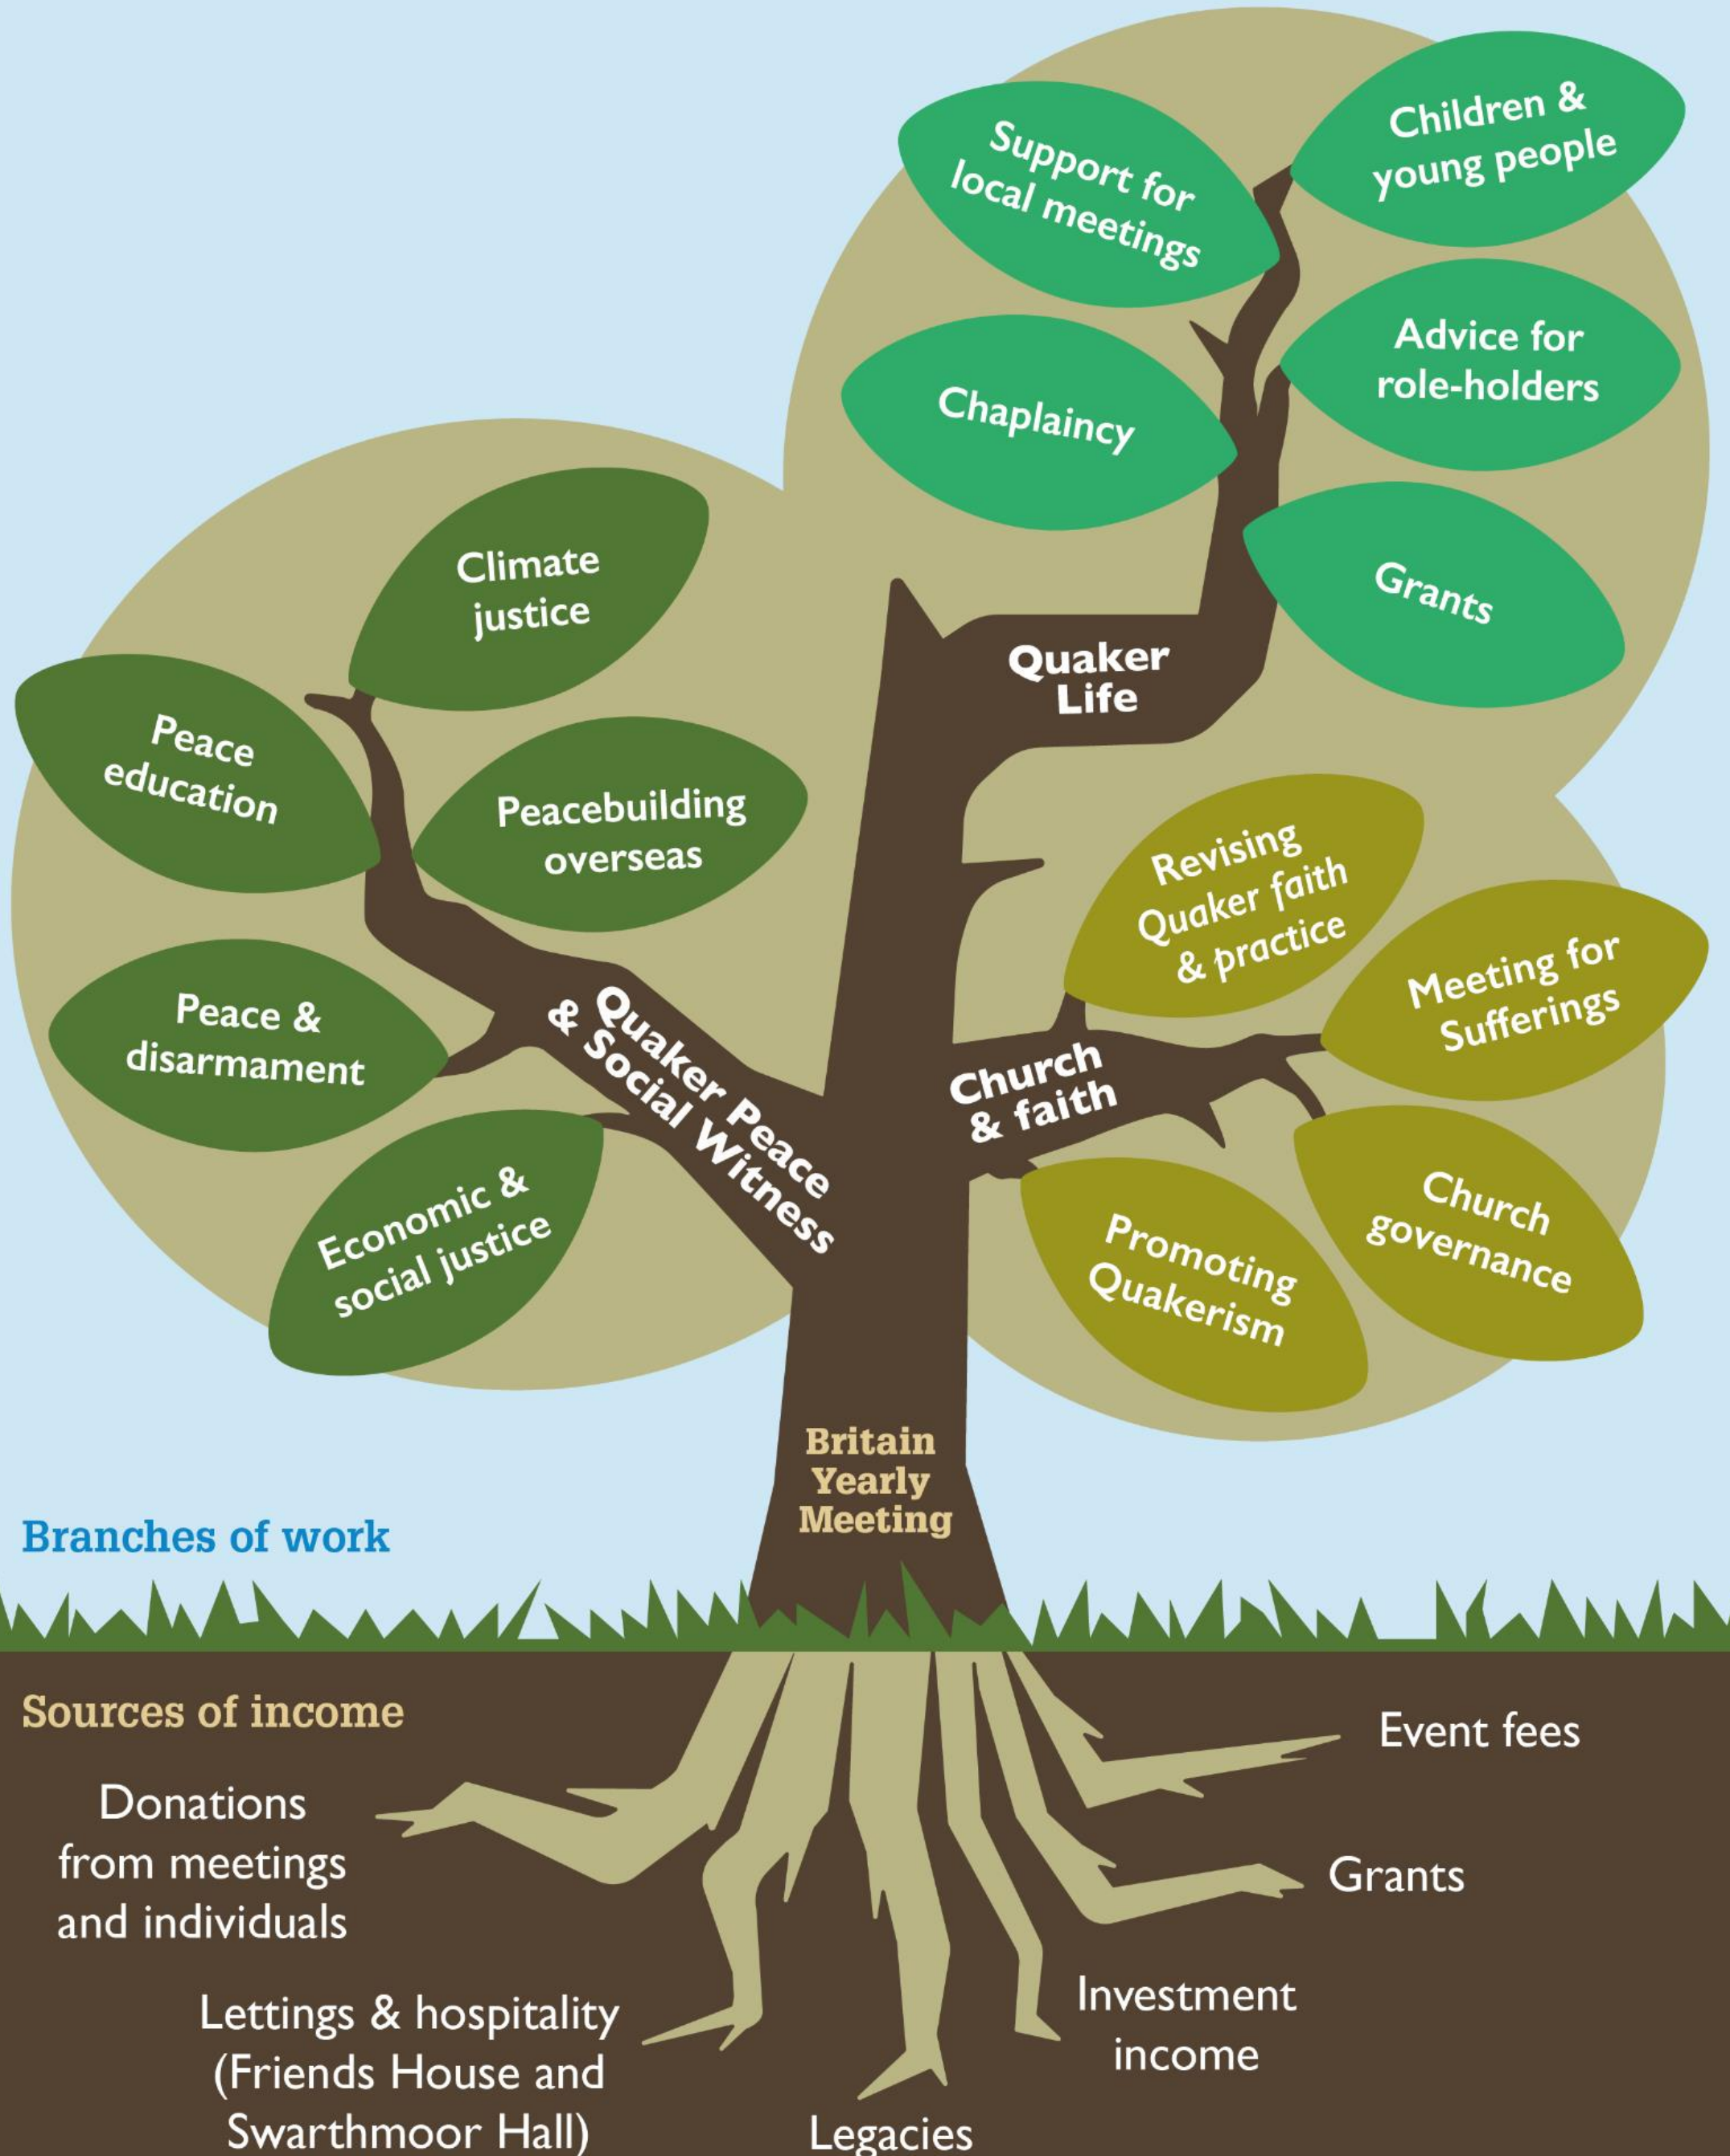 Support for
local meetings
Children &
young people
Chaplaincy
Advice for
role-holders
Grants
Quaker
Life
Climate
justice
Peace
education
Peacebuilding
overseas
Peace &
disarmament
Economic &
social justice
Quaker Peace
& Social Witness
Revising
Quaker faith
& practice
Meeting for
Sufferings
Church
& faith
Church
governance
Promoting
Quakerism
Britain
Yearly
Meeting
Branches of work
Sources of income
Donations
from meetings
and individuals
Lettings & hospitality
(Friends House and
Swarthmoor Hall)
Legacies
Investment
income
Grants
Event fees